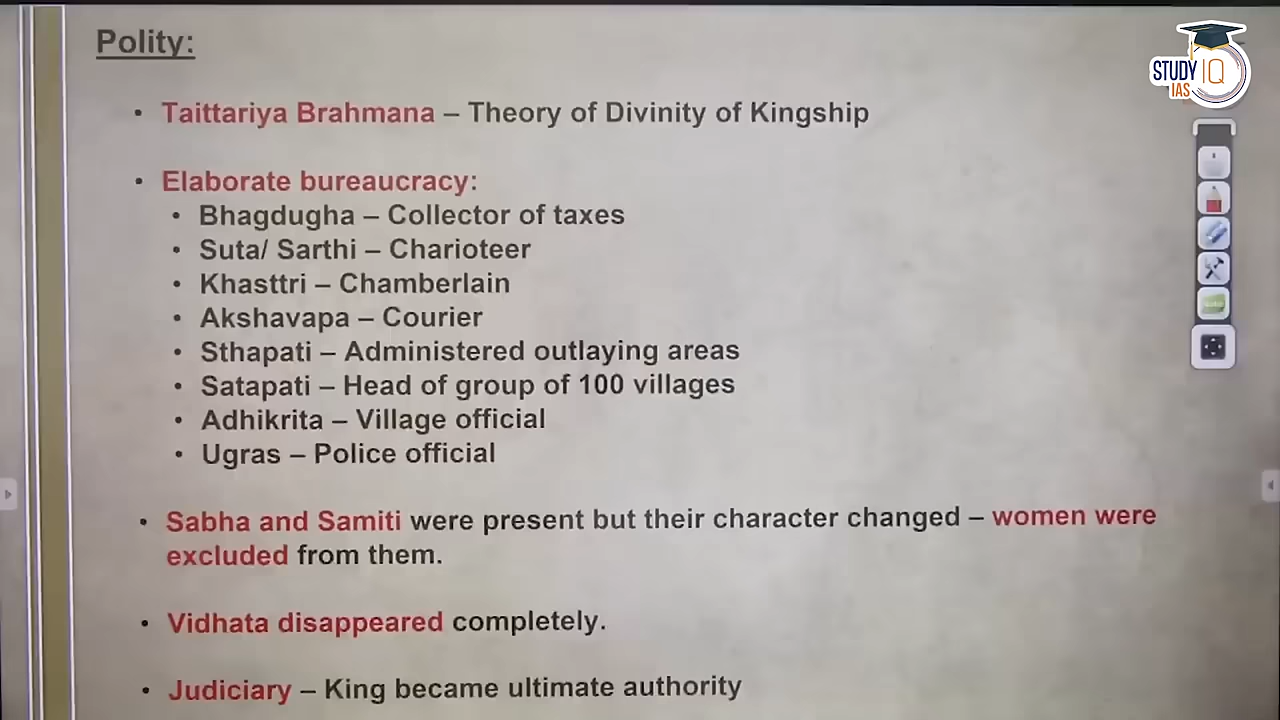 Polity:
STUDY IQ
IAS
• Taittariya Brahmana – Theory of Divinity of Kingship
• Elaborate bureaucracy:
• Bhagdugha – Collector of taxes
• Suta/ Sarthi – Charioteer
• Khasttri – Chamberlain
• Akshavapa – Courier
• Sthapati – Administered outlaying areas
• Satapati – Head of group of 100 villages
• Adhikrita – Village official
• Ugras – Police official
• Sabha and Samiti were present but their character changed – women were
excluded from them.
• Vidhata disappeared completely.
• Judiciary – King became ultimate authority